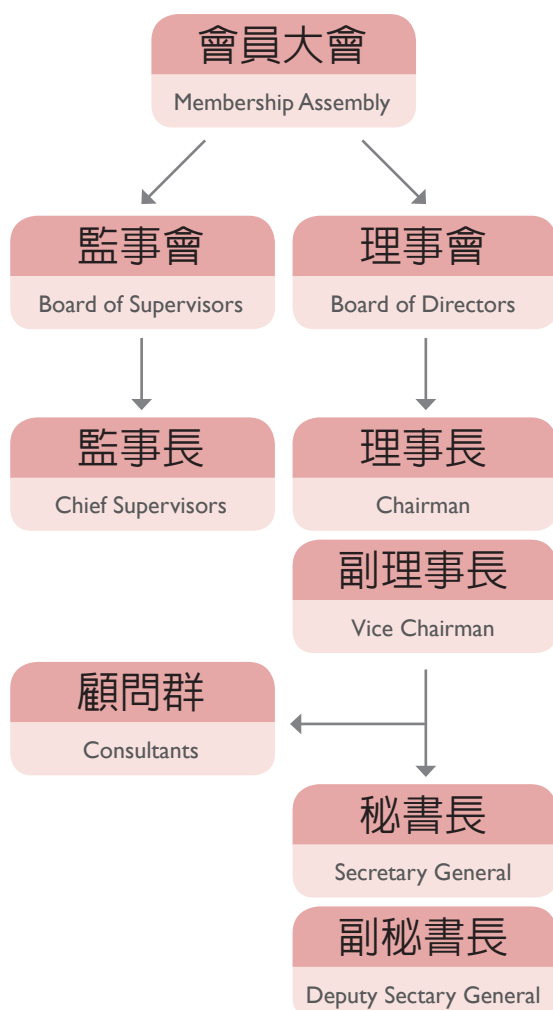 會員大會
Membership Assembly
監事會
Board of Supervisors
理事會
Board of Directors
監事長
Chief Supervisors
理事長
Chairman
副理事長
Vice Chairman
顧問群
Consultants
秘書長
Secretary General
副秘書長
Deputy Sectary General